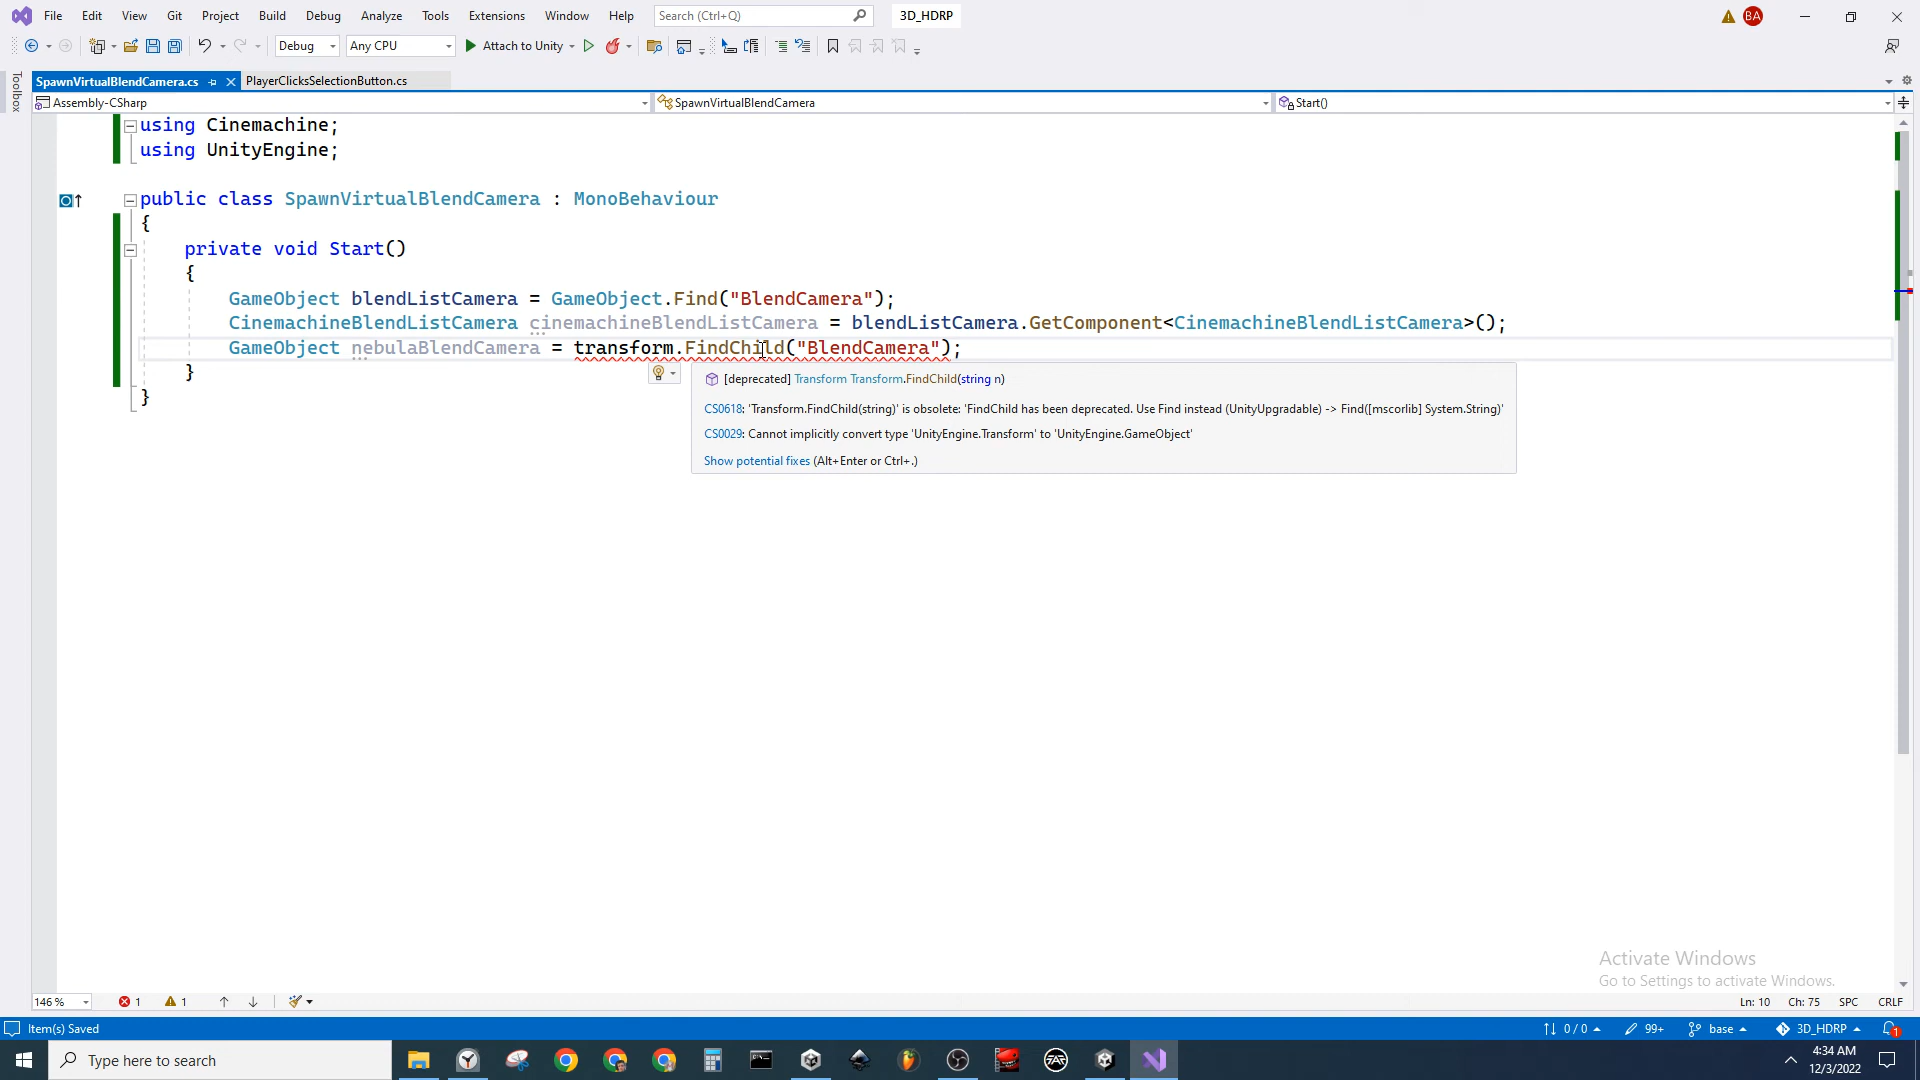 File Edit View Git Project Build Debug Analyze Tools Extensions Window Help Search (Ctrl+Q) 3D_HDRP BA
Debug Any CPU Attach to Unity
Toolbox
SpawnVirtualBlendCamera.cs PlayerClicksSelectionButton.cs
Assembly-CSharp SpawnVirtualBlendCamera Start()
using Cinemachine;
using UnityEngine;
public class SpawnVirtualBlendCamera : MonoBehaviour
{
private void Start()
{
GameObject blendListCamera = GameObject.Find("BlendCamera");
CinemachineBlendListCamera cinemachineBlendListCamera = blendListCamera.GetComponent<CinemachineBlendListCamera>();
GameObject nebulaBlendCamera = transform.FindChild("BlendCamera");
}
}
[deprecated] Transform Transform.FindChild(string n)
CS0618: 'Transform.FindChild(string)' is obsolete: 'FindChild has been deprecated. Use Find instead (UnityUpgradable) -> Find([mscorlib] System.String)'
CS0029: Cannot implicitly convert type 'UnityEngine.Transform' to 'UnityEngine.GameObject'
Show potential fixes (Alt+Enter or Ctrl+.)
Activate Windows
Go to Settings to activate Windows.
146 % 1 1 Ln: 10 Ch: 75 SPC CRLF
Item(s) Saved 0 / 0 99+ base 3D_HDRP 1
Type here to search 4:34 AM
12/3/2022